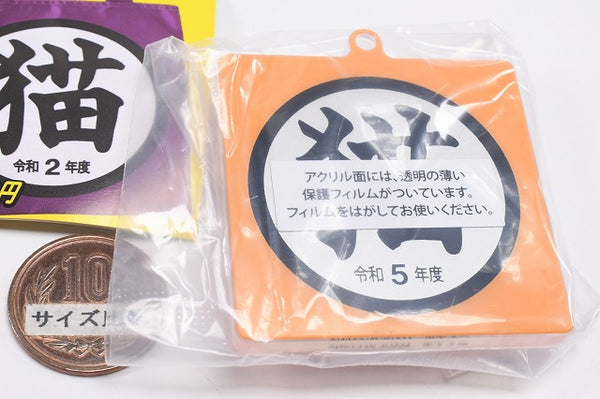 猫
令和2年度
円
アクリル面には、透明の薄い
保護フィルムがついています。
フィルムをはがしてお使いください。
猫
令和5年度
10
サイズ